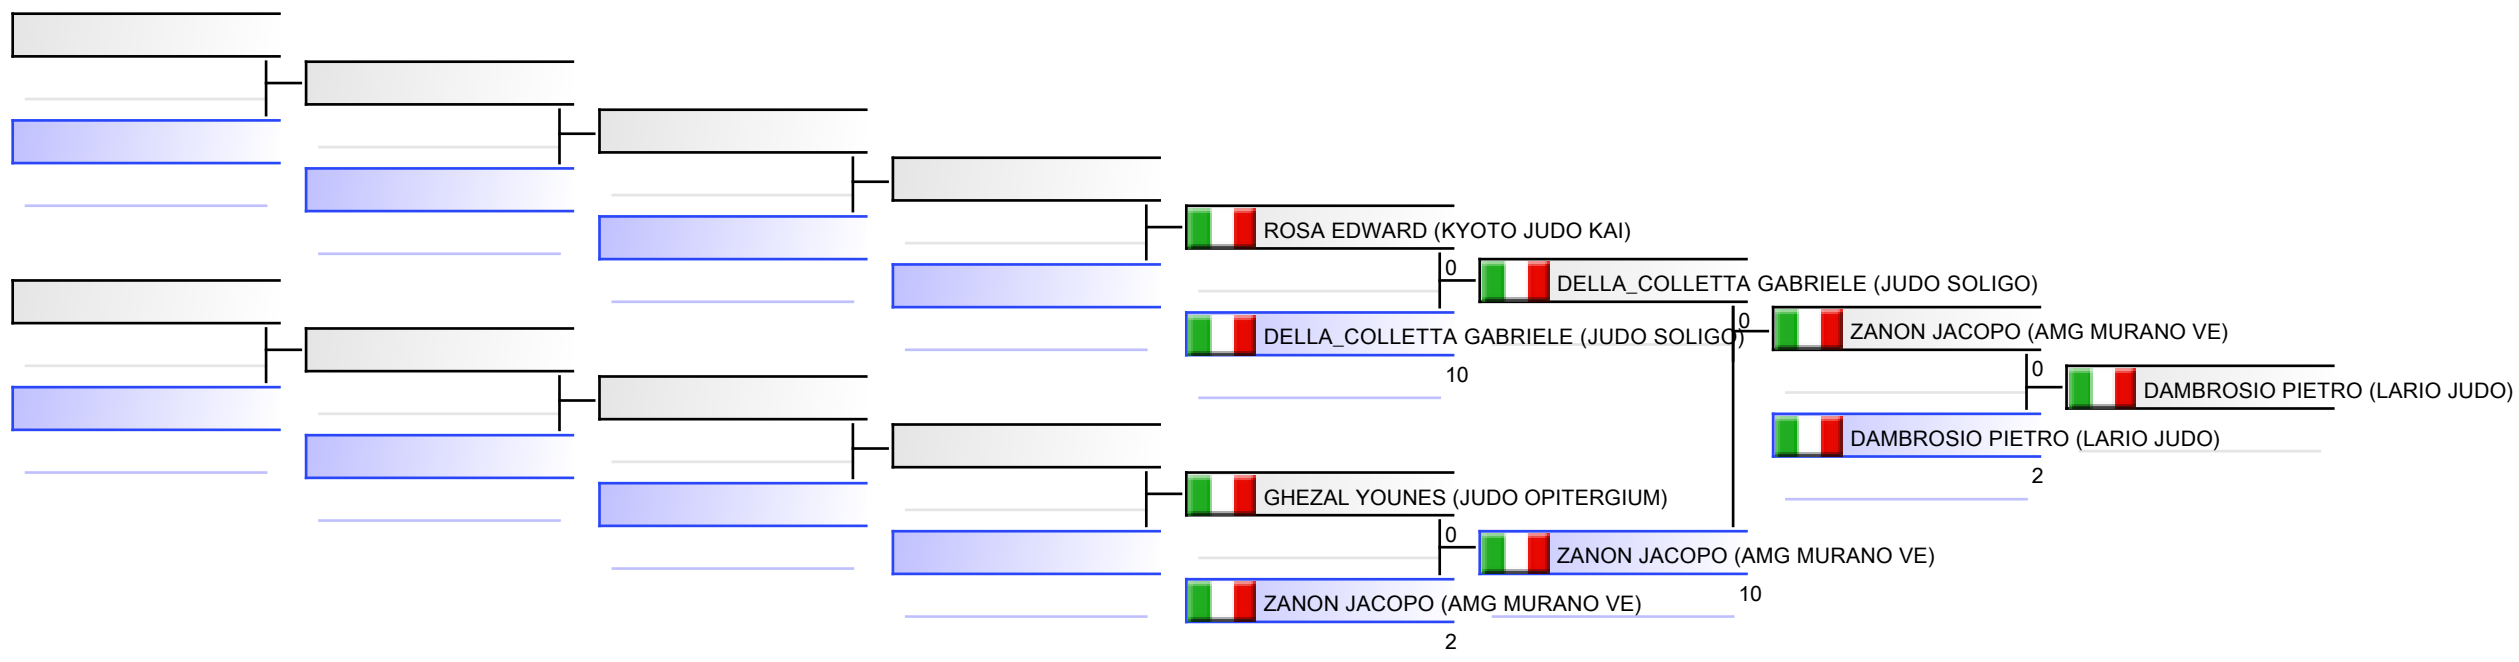 ROSA EDWARD (KYOTO JUDO KAI)
0
DELLA_COLLETTA GABRIELE (JUDO SOLIGO)
DELLA_COLLETTA GABRIELE (JUDO SOLIGO)
10
0
ZANON JACOPO (AMG MURANO VE)
0
DAMBROSIO PIETRO (LARIO JUDO)
DAMBROSIO PIETRO (LARIO JUDO)
2
GHEZAL YOUNES (JUDO OPITERGIUM)
0
ZANON JACOPO (AMG MURANO VE)
10
ZANON JACOPO (AMG MURANO VE)
2